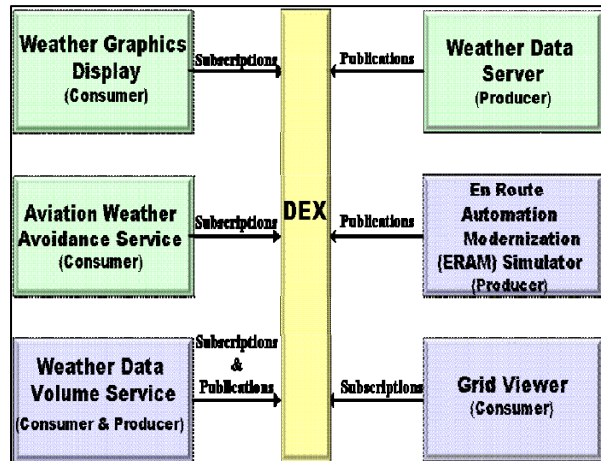 Weather Graphics
Display
(Consumer)
Subscriptions
Publications
Weather Data
Server
(Producer)
Aviation Weather
Avoidance Service
(Consumer)
Subscriptions
DEX
Publications
En Route
Automation
Modernization
(ERAM) Simulator
(Producer)
Weather Data
Volume Service
(Consumer & Producer)
Subscriptions
&
Publications
Subscriptions
Grid Viewer
(Consumer)